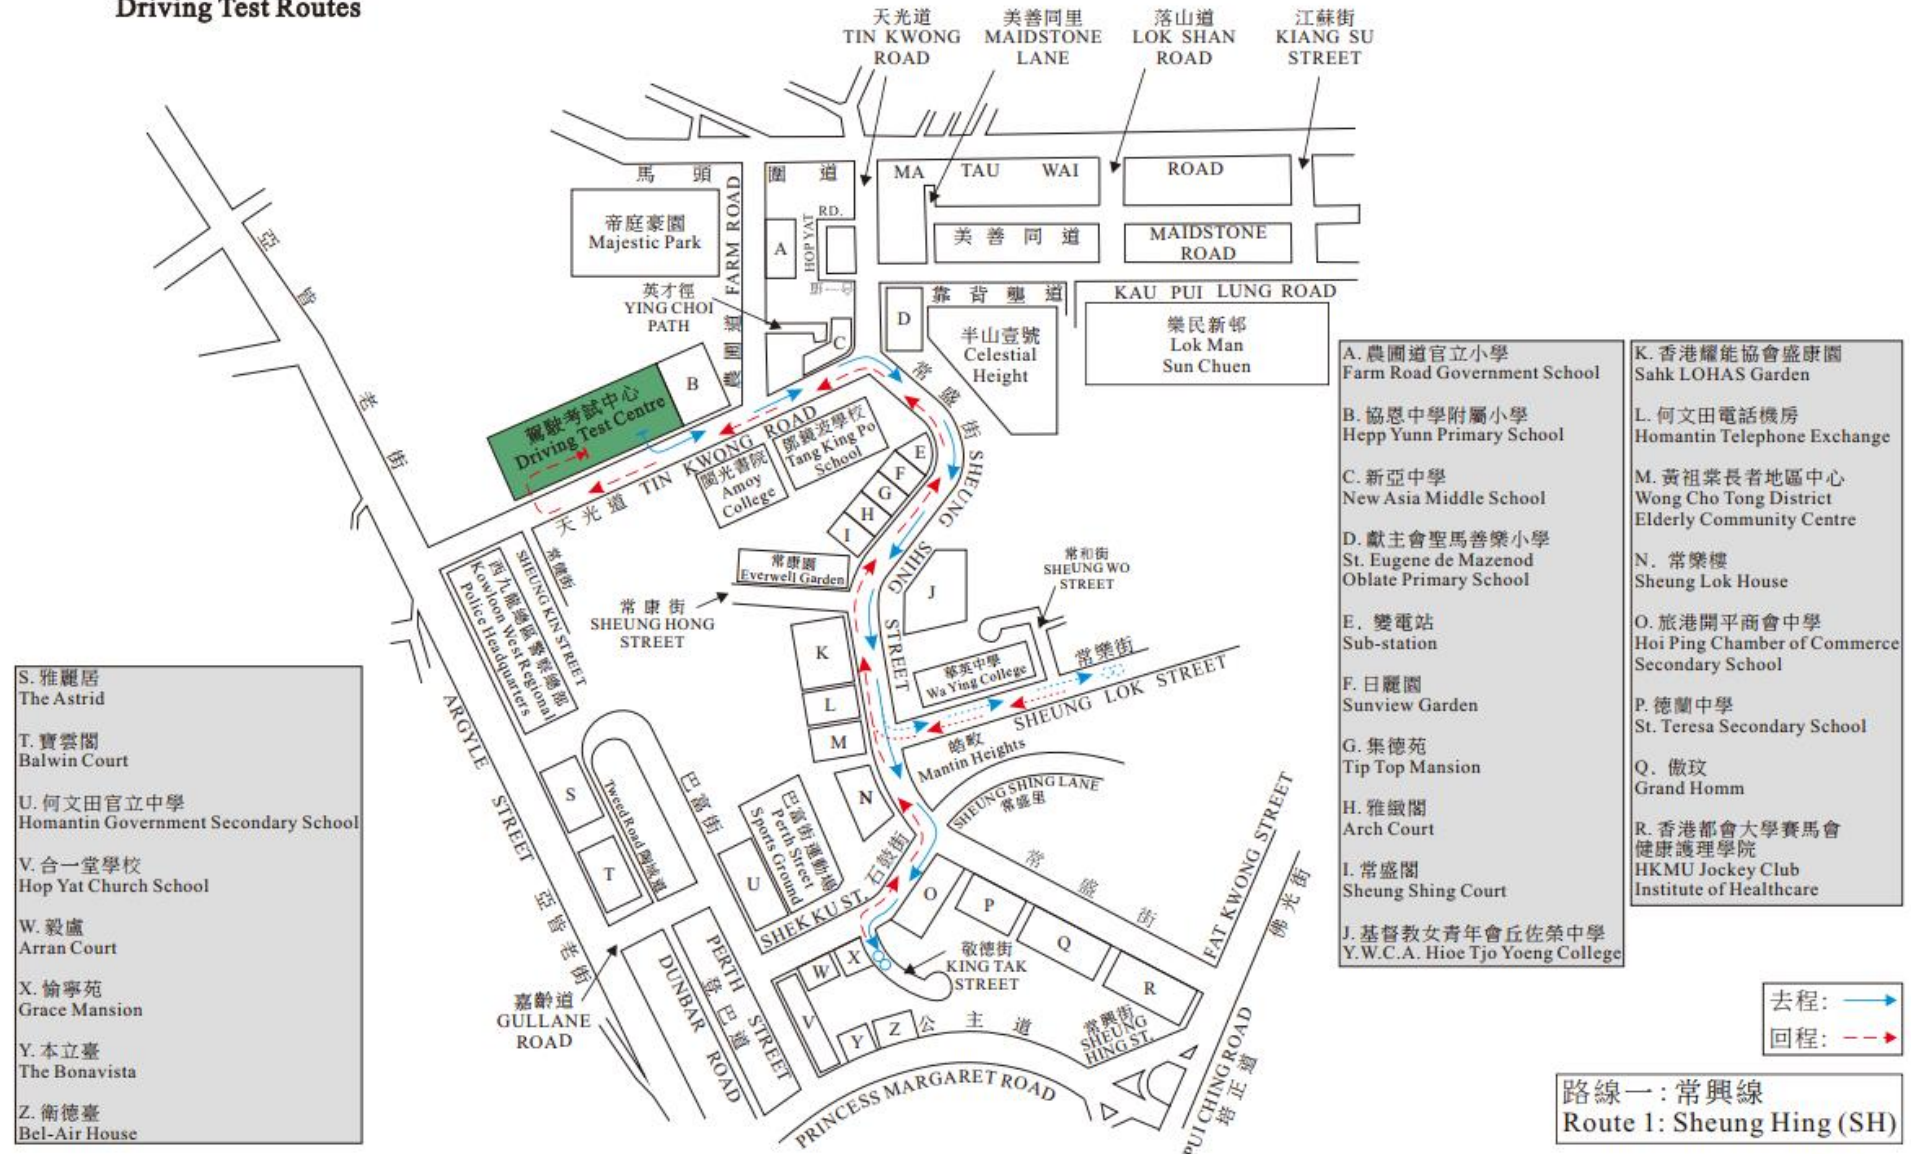 Driving Test Routes
天光道
TIN KWONG
ROAD
美善同里
MAIDSTONE
LANE
落山道
LOK SHAN
ROAD
江蘇街
KIANG SU
STREET
馬頭圍道
MA TAU WAI ROAD
帝庭豪園
Majestic Park
農圃道 FARM ROAD
A
HOP YAT
RD.
合一道
美善同道
MAIDSTONE
ROAD
英才徑
YING CHOI
PATH
C
D
靠背壟道
KAU PUI LUNG ROAD
半山壹號
Celestial
Height
樂民新邨
Lok Man
Sun Chuen
B
駕駛考試中心
Driving Test Centre
天光道 TIN KWONG ROAD
閩光書院
Amoy
College
鄧鏡波學校
Tang King Po
School
常盛街
SHEUNG SHING STREET
E
F
G
H
I
亞皆老街
常康園
Everwell Garden
常康街
SHEUNG HONG
STREET
J
常和街
SHEUNG WO
STREET
華英中學
Wa Ying College
常樂街
SHEUNG LOK STREET
常健街
SHEUNG KIN STREET
西九龍總區警察總部
Kowloon West Regional
Police Headquarters
K
L
M
N
皓畋
Mantin Heights
SHEUNG SHING LANE
常盛里
ARGYLE STREET
亞皆老街
S
T
Tweed Road 陶域道
巴富街
巴富街運動場
Perth Street
Sports Ground
U
SHEK KU ST.
石鼓街
O
P
Q
R
常盛街
FAT KWONG STREET
佛光街
敬德街
KING TAK
STREET
W
X
V
Y
Z
公主道
PRINCESS MARGARET ROAD
常興街
SHEUNG
HING ST.
PUI CHING ROAD
培正道
嘉齡道
GULLANE
ROAD
PERTH STREET
DUNBAR ROAD
登巴道
A. 農圃道官立小學
Farm Road Government School
B. 協恩中學附屬小學
Hepp Yunn Primary School
C. 新亞中學
New Asia Middle School
D. 獻主會聖馬善樂小學
St. Eugene de Mazenod
Oblate Primary School
E. 變電站
Sub-station
F. 日麗園
Sunview Garden
G. 集德苑
Tip Top Mansion
H. 雅緻閣
Arch Court
I. 常盛閣
Sheung Shing Court
J. 基督教女青年會丘佐榮中學
Y.W.C.A. Hioe Tjo Yoeng College
K. 香港耀能協會盛康園
Sahk LOHAS Garden
L. 何文田電話機房
Homantin Telephone Exchange
M. 黃祖棠長者地區中心
Wong Cho Tong District
Elderly Community Centre
N. 常樂樓
Sheung Lok House
O. 旅港開平商會中學
Hoi Ping Chamber of Commerce
Secondary School
P. 德蘭中學
St. Teresa Secondary School
Q. 傲玟
Grand Homm
R. 香港都會大學賽馬會
健康護理學院
HKMU Jockey Club
Institute of Healthcare
S. 雅麗居
The Astrid
T. 寶雲閣
Balwin Court
U. 何文田官立中學
Homantin Government Secondary School
V. 合一堂學校
Hop Yat Church School
W. 毅廬
Arran Court
X. 愉寧苑
Grace Mansion
Y. 本立臺
The Bonavista
Z. 衛德臺
Bel-Air House
去程:
回程:
路線一 : 常興線
Route 1: Sheung Hing (SH)